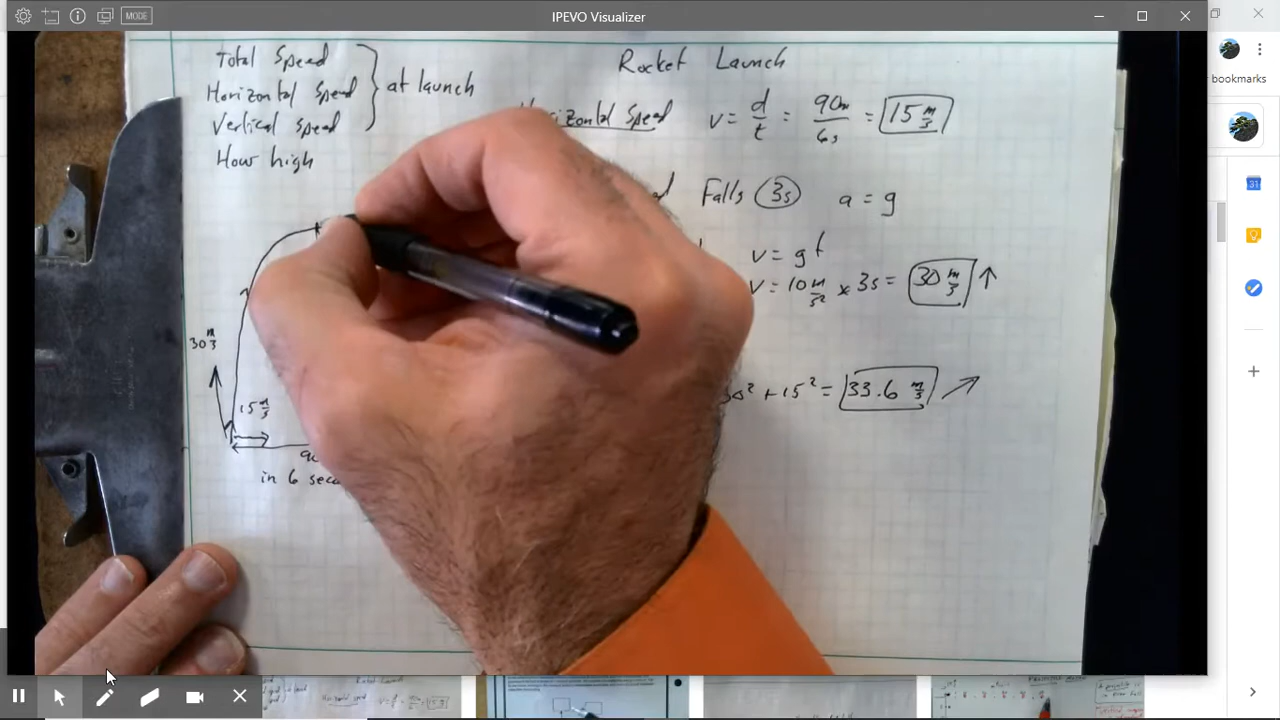 IPEVO Visualizer
MODE
bookmarks
Total Speed
Horizontal Speed
Vertical Speed
at launch
How high
Rocket Launch
Horizontal Speed v = d/t = 90m/6s = 15 m/s
Falls 3s a = g
v = gt
v = 10 m/s² x 3s = 30 m/s ↑
30² + 15² = 33.6 m/s ↗
30 m/s
15 m/s
in 6
31